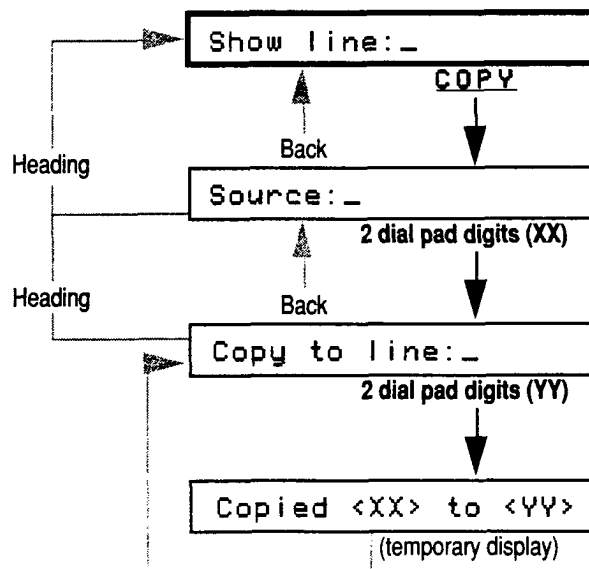 Show line:_
COPY
Back
Heading
Source:_
2 dial pad digits (XX)
Heading
Back
Copy to line:_
2 dial pad digits (YY)
Copied <XX> to <YY>
(temporary display)